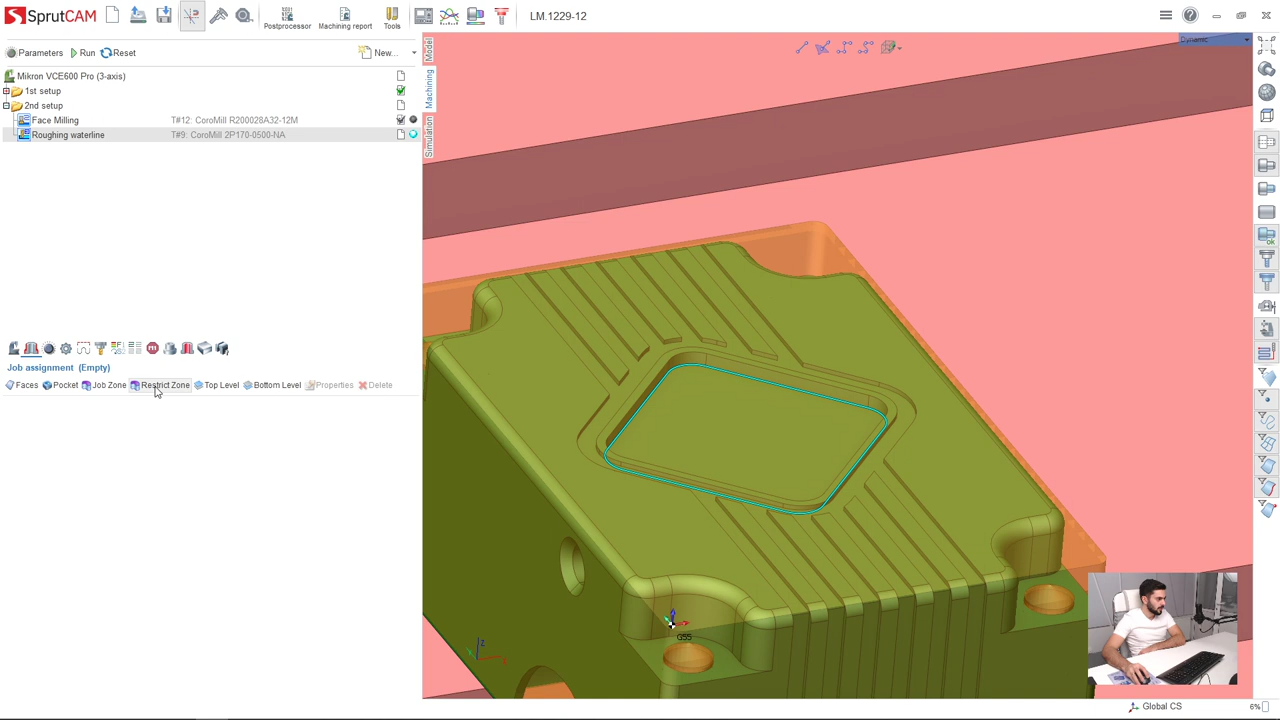 SprutCAM
Postprocessor
Machining report
Tools
LM.1229-12
Parameters
Run
Reset
New...
Mikron VCE600 Pro (3-axis)
1st setup
2nd setup
Face Milling
T#12: CoroMill R200028A32-12M
Roughing waterline
T#9: CoroMill 2P170-0500-NA
Model
Machining
Simulation
Dynamic
Job assignment (Empty)
Faces
Pocket
Job Zone
Restrict Zone
Top Level
Bottom Level
Properties
Delete
G55
Z
Global CS
6%